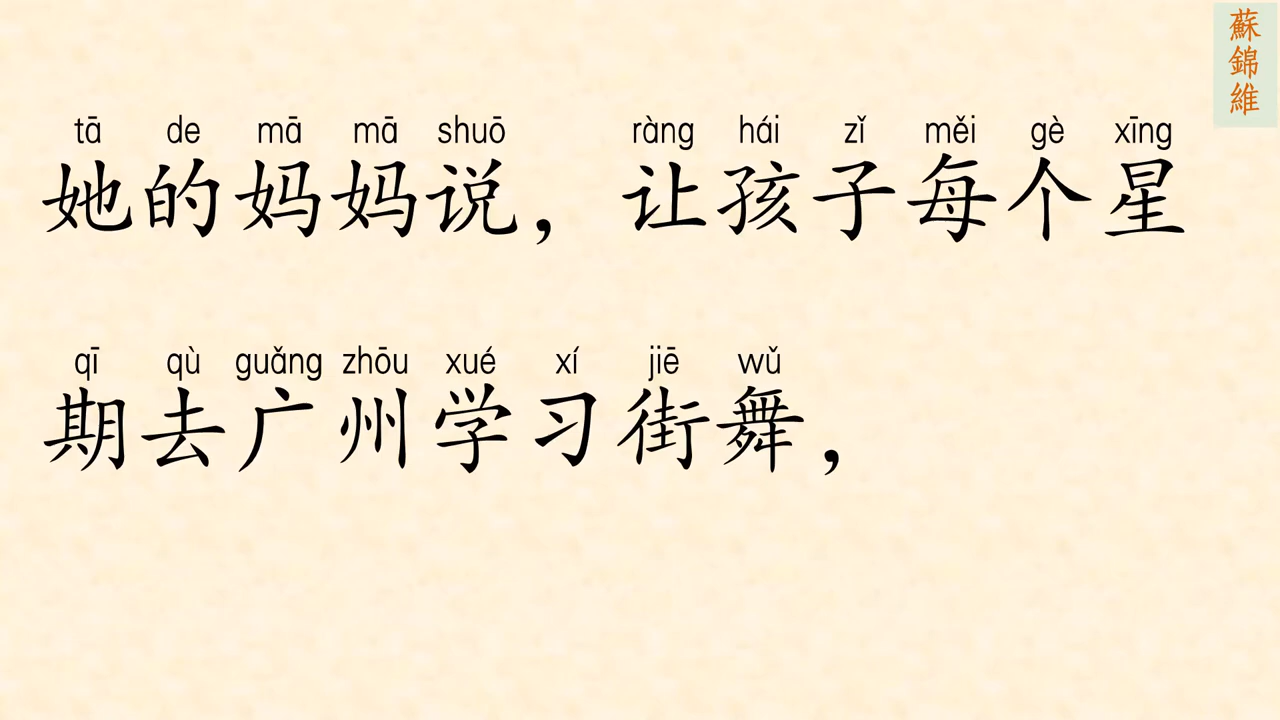 tā de mā mā shuō ràng hái zǐ měi gè xīng
她的妈妈说，让孩子每个星
qī qù guǎng zhōu xué xí jiē wǔ
期去广州学习街舞，
蘇錦維